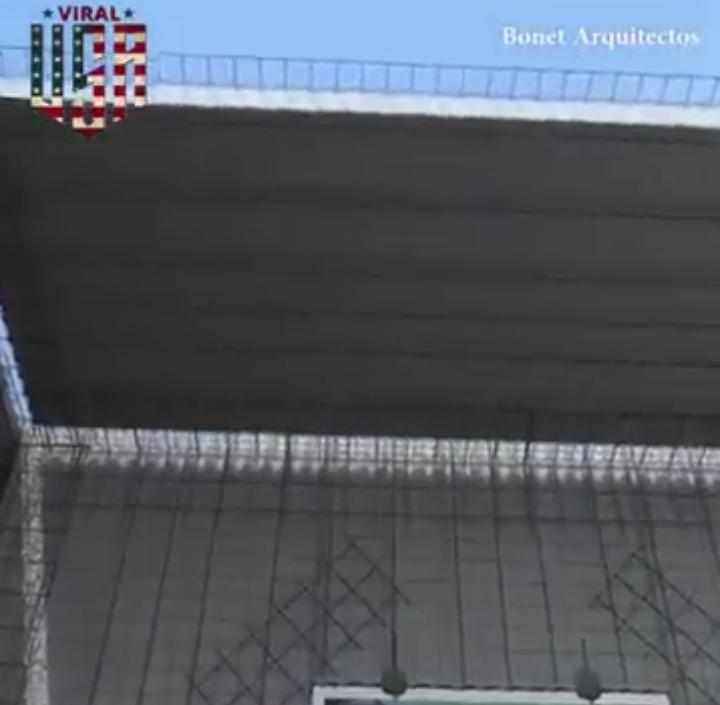 ★ VIRAL ★
USA
Bonet Arquitectos